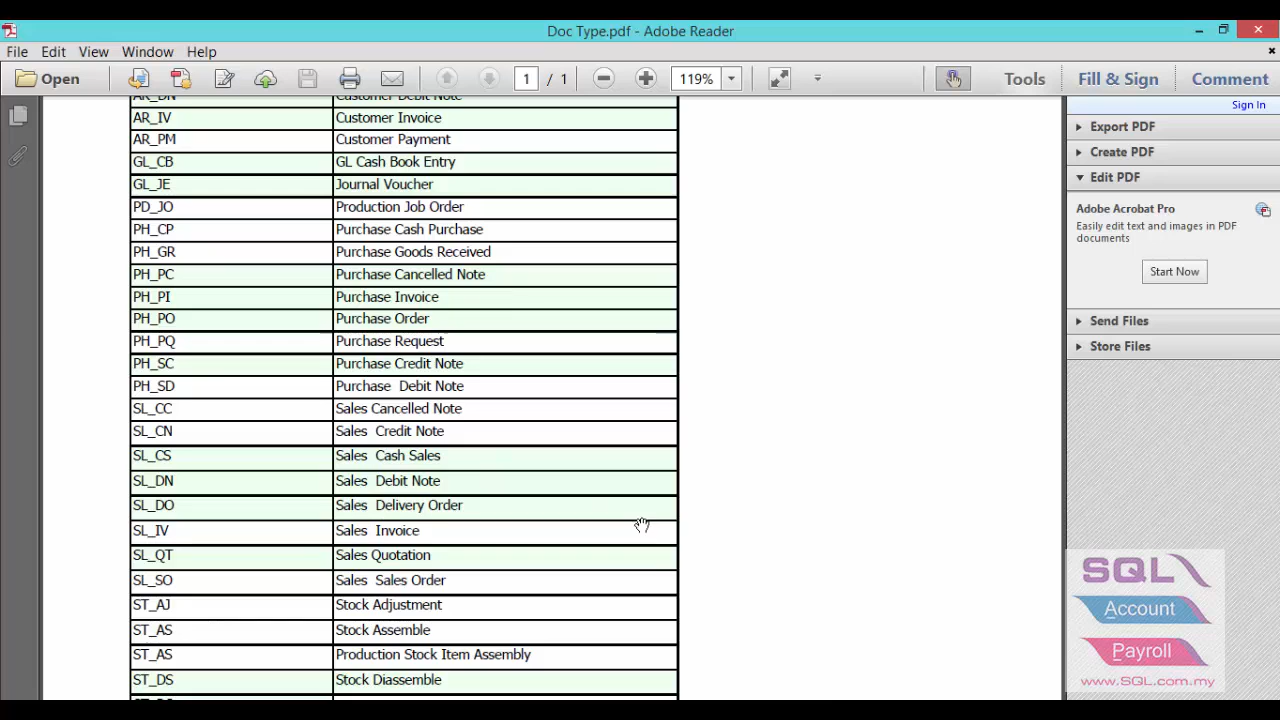 Doc Type.pdf - Adobe Reader
File Edit View Window Help
Open 1 / 1 119% Tools Fill & Sign Comment
Sign In
AR_DN Customer Debit Note
AR_IV Customer Invoice
AR_PM Customer Payment
GL_CB GL Cash Book Entry
GL_JE Journal Voucher
PD_JO Production Job Order
PH_CP Purchase Cash Purchase
PH_GR Purchase Goods Received
PH_PC Purchase Cancelled Note
PH_PI Purchase Invoice
PH_PO Purchase Order
PH_PQ Purchase Request
PH_SC Purchase Credit Note
PH_SD Purchase Debit Note
SL_CC Sales Cancelled Note
SL_CN Sales Credit Note
SL_CS Sales Cash Sales
SL_DN Sales Debit Note
SL_DO Sales Delivery Order
SL_IV Sales Invoice
SL_QT Sales Quotation
SL_SO Sales Sales Order
ST_AJ Stock Adjustment
ST_AS Stock Assemble
ST_AS Production Stock Item Assembly
ST_DS Stock Diassemble
Export PDF
Create PDF
Edit PDF
Adobe Acrobat Pro
Easily edit text and images in PDF
documents
Start Now
Send Files
Store Files
SQL
Account
Payroll
www.SQL.com.my